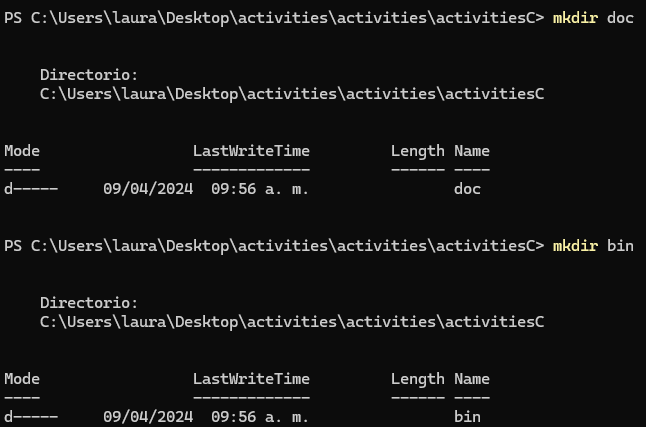 PS C:\Users\laura\Desktop\activities\activities\activitiesC> mkdir doc
Directorio:
C:\Users\laura\Desktop\activities\activities\activitiesC
Mode                 LastWriteTime         Length Name
----                 -------------         ------ ----
d-----     09/04/2024  09:56 a. m.                doc
PS C:\Users\laura\Desktop\activities\activities\activitiesC> mkdir bin
Directorio:
C:\Users\laura\Desktop\activities\activities\activitiesC
Mode                 LastWriteTime         Length Name
----                 -------------         ------ ----
d-----     09/04/2024  09:56 a. m.                bin